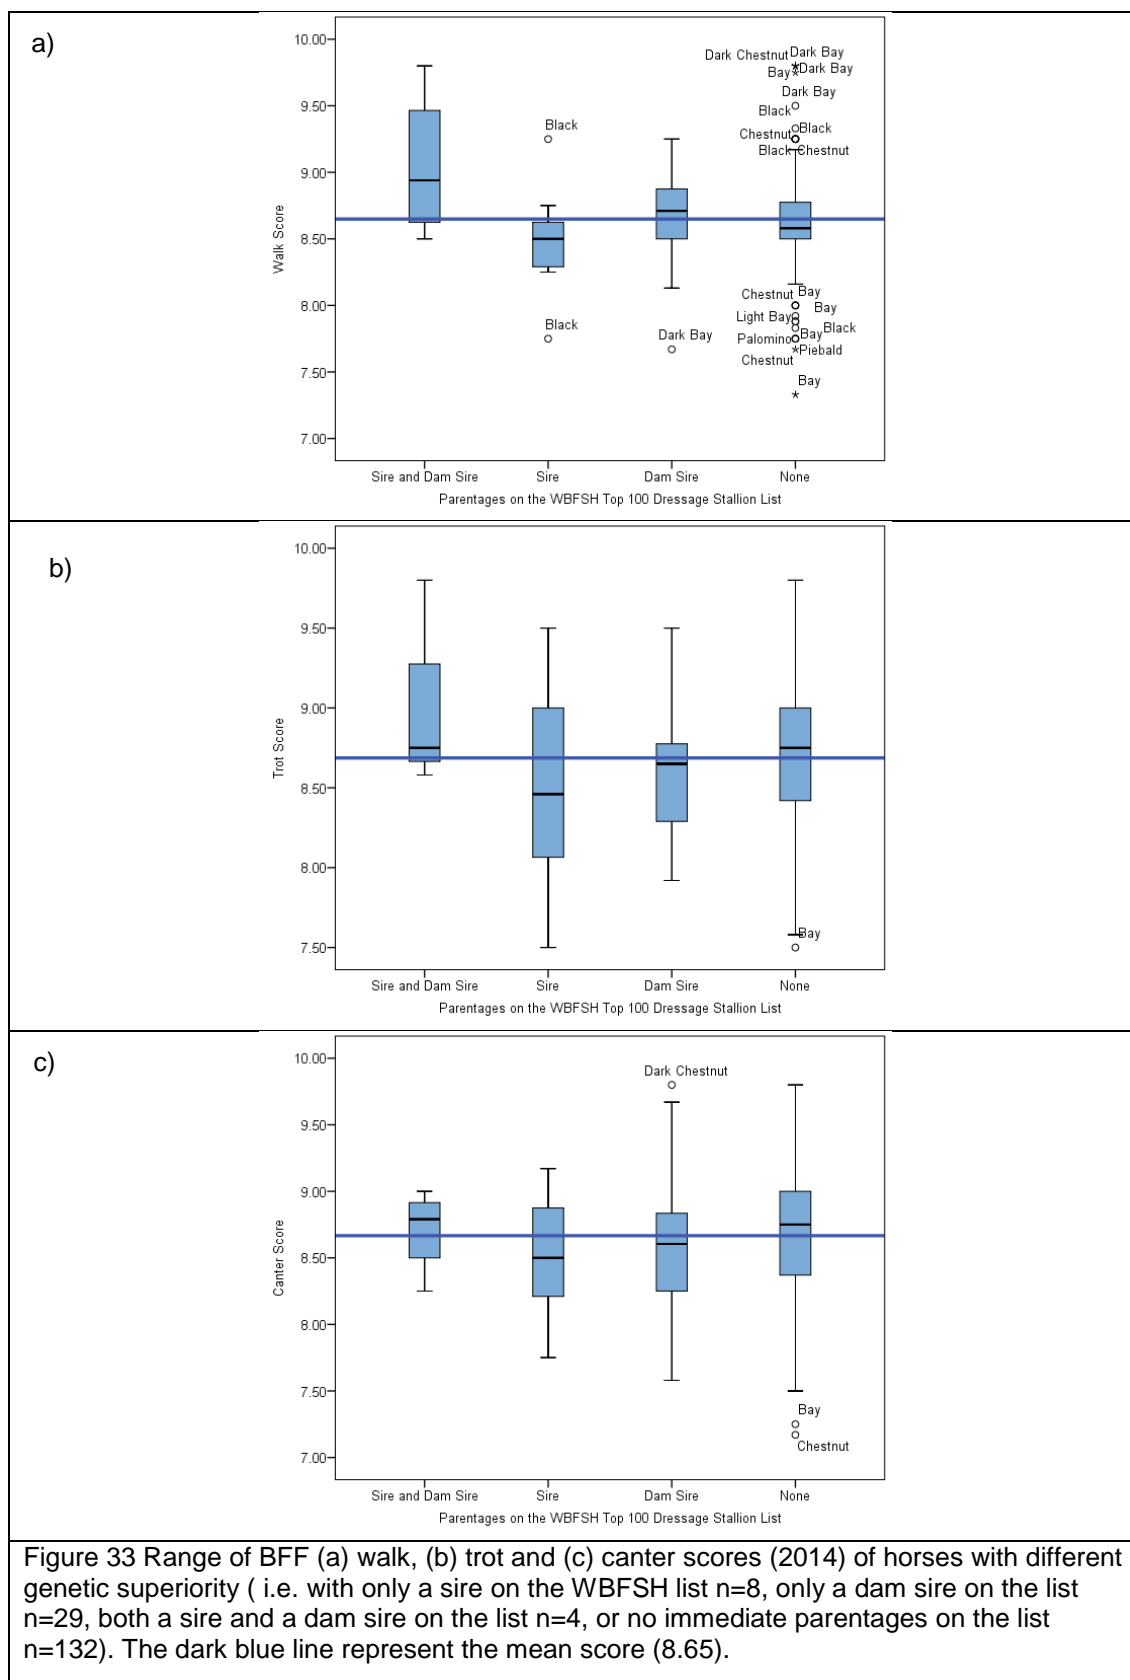 a)
10.00
9.50
9.00
8.50
8.00
7.50
7.00
Walk Score
Dark Chestnut Dark Bay
Bay Dark Bay
Dark Bay
Black
Black
Chestnut
Black Chestnut
Black
Black
Dark Bay
Chestnut Bay
Bay
Light Bay
Black
Bay
Palomino
Piebald
Chestnut
Bay
Sire and Dam Sire Sire Dam Sire None
Parentages on the WBFSH Top 100 Dressage Stallion List
b)
10.00
9.50
9.00
8.50
8.00
7.50
Trot Score
Bay
Sire and Dam Sire Sire Dam Sire None
Parentages on the WBFSH Top 100 Dressage Stallion List
c)
10.00
9.50
9.00
8.50
8.00
7.50
7.00
Canter Score
Dark Chestnut
Bay
Chestnut
Sire and Dam Sire Sire Dam Sire None
Parentages on the WBFSH Top 100 Dressage Stallion List
Figure 33 Range of BFF (a) walk, (b) trot and (c) canter scores (2014) of horses with different
genetic superiority ( i.e. with only a sire on the WBFSH list n=8, only a dam sire on the list
n=29, both a sire and a dam sire on the list n=4, or no immediate parentages on the list
n=132). The dark blue line represent the mean score (8.65).